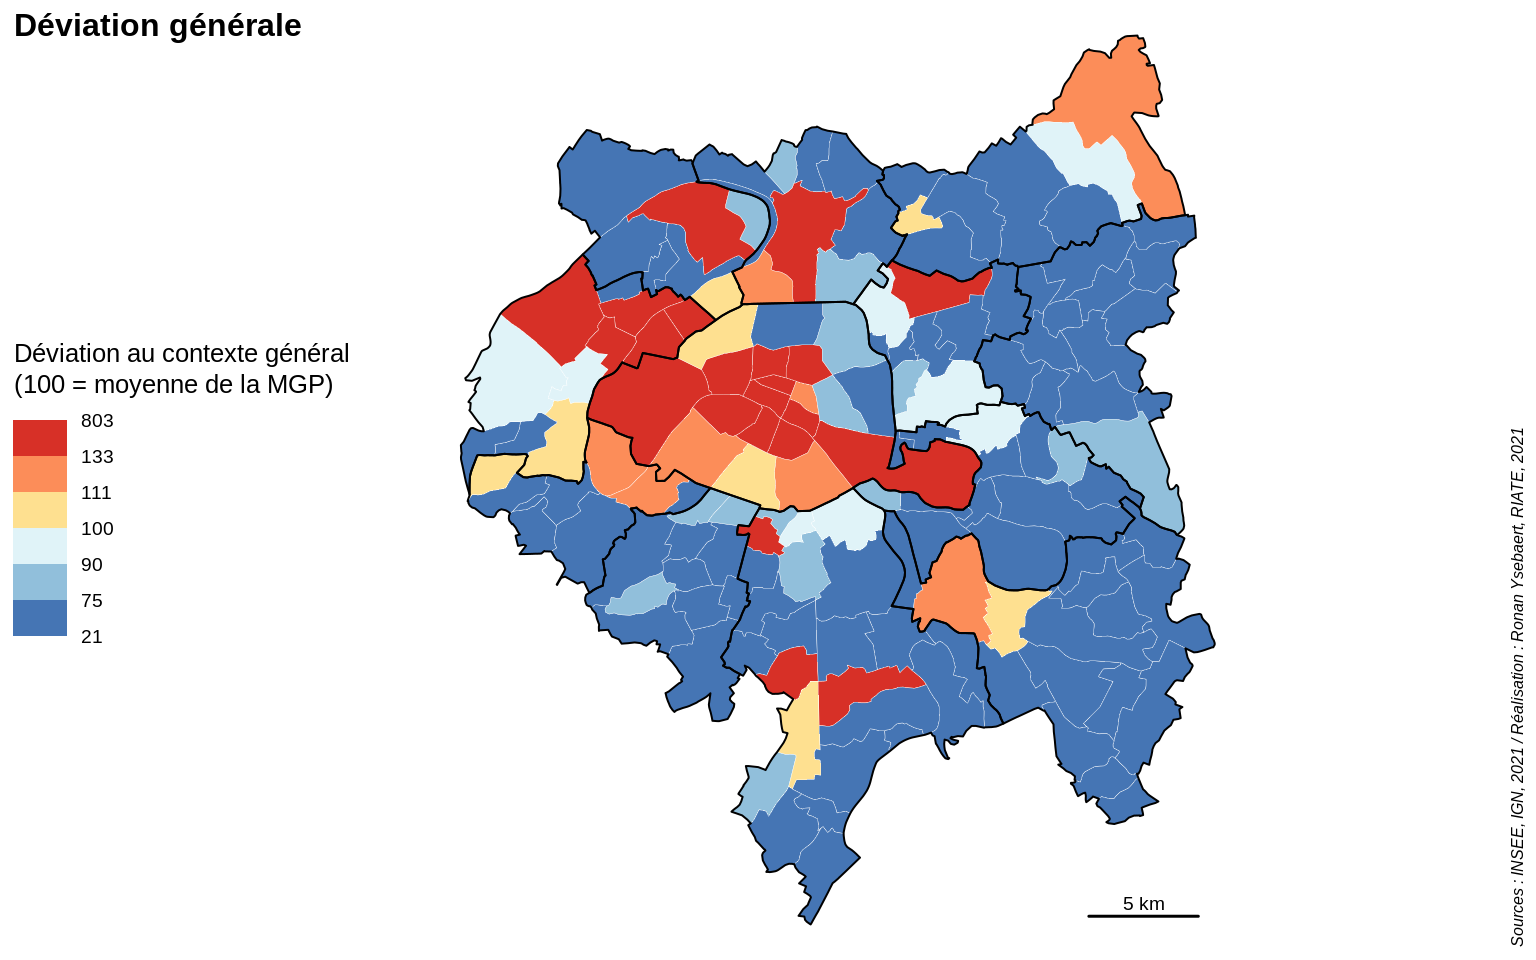 Déviation générale
Déviation au contexte général
(100 = moyenne de la MGP)
803
133
111
100
90
75
21
5 km
Sources : INSEE, IGN, 2021 / Réalisation : Ronan Ysebaert, RIATE, 2021